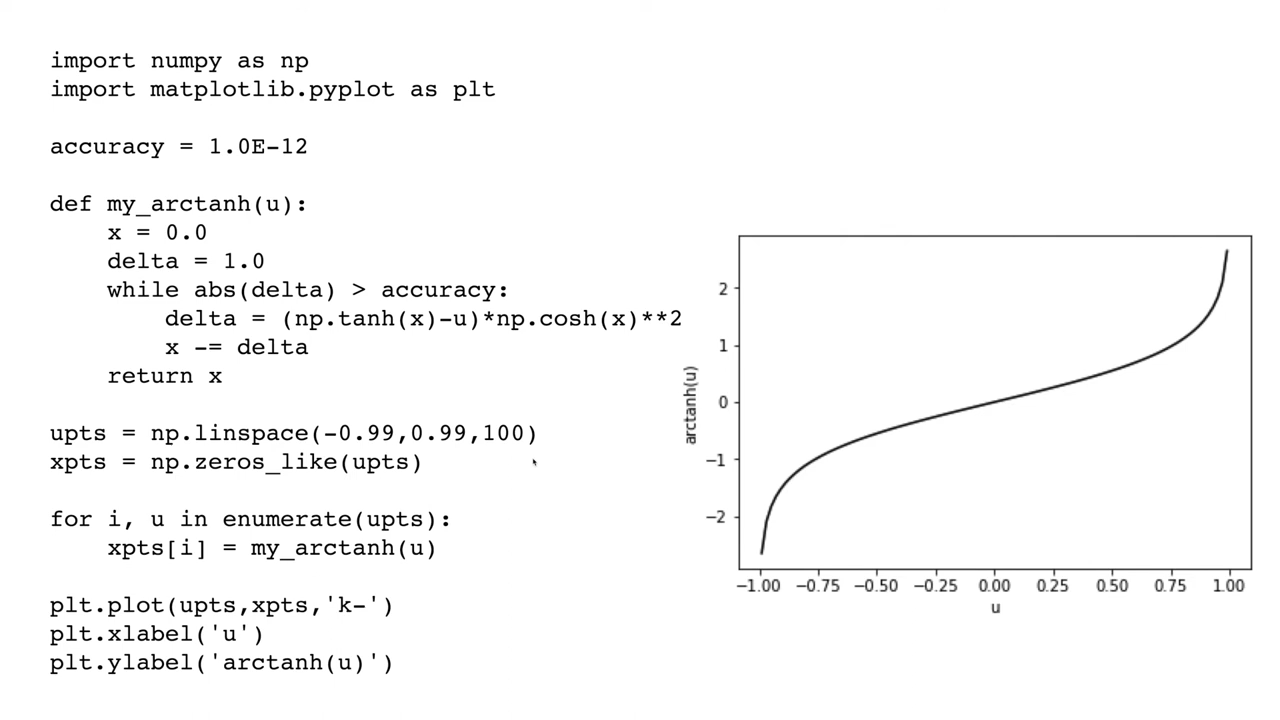 import numpy as np
import matplotlib.pyplot as plt
accuracy = 1.0E-12
def my_arctanh(u):
    x = 0.0
    delta = 1.0
    while abs(delta) > accuracy:
        delta = (np.tanh(x)-u)*np.cosh(x)**2
        x -= delta
    return x
upts = np.linspace(-0.99,0.99,100)
xpts = np.zeros_like(upts)
for i, u in enumerate(upts):
    xpts[i] = my_arctanh(u)
plt.plot(upts,xpts,'k-')
plt.xlabel('u')
plt.ylabel('arctanh(u)')
arctanh(u)
2
1
0
−1
−2
−1.00 −0.75 −0.50 −0.25 0.00 0.25 0.50 0.75 1.00
u